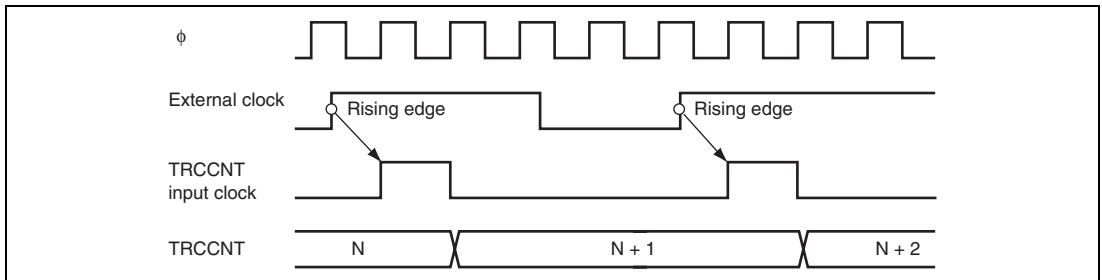 ϕ
External clock
Rising edge
Rising edge
TRCCNT
input clock
TRCCNT
N
N + 1
N + 2